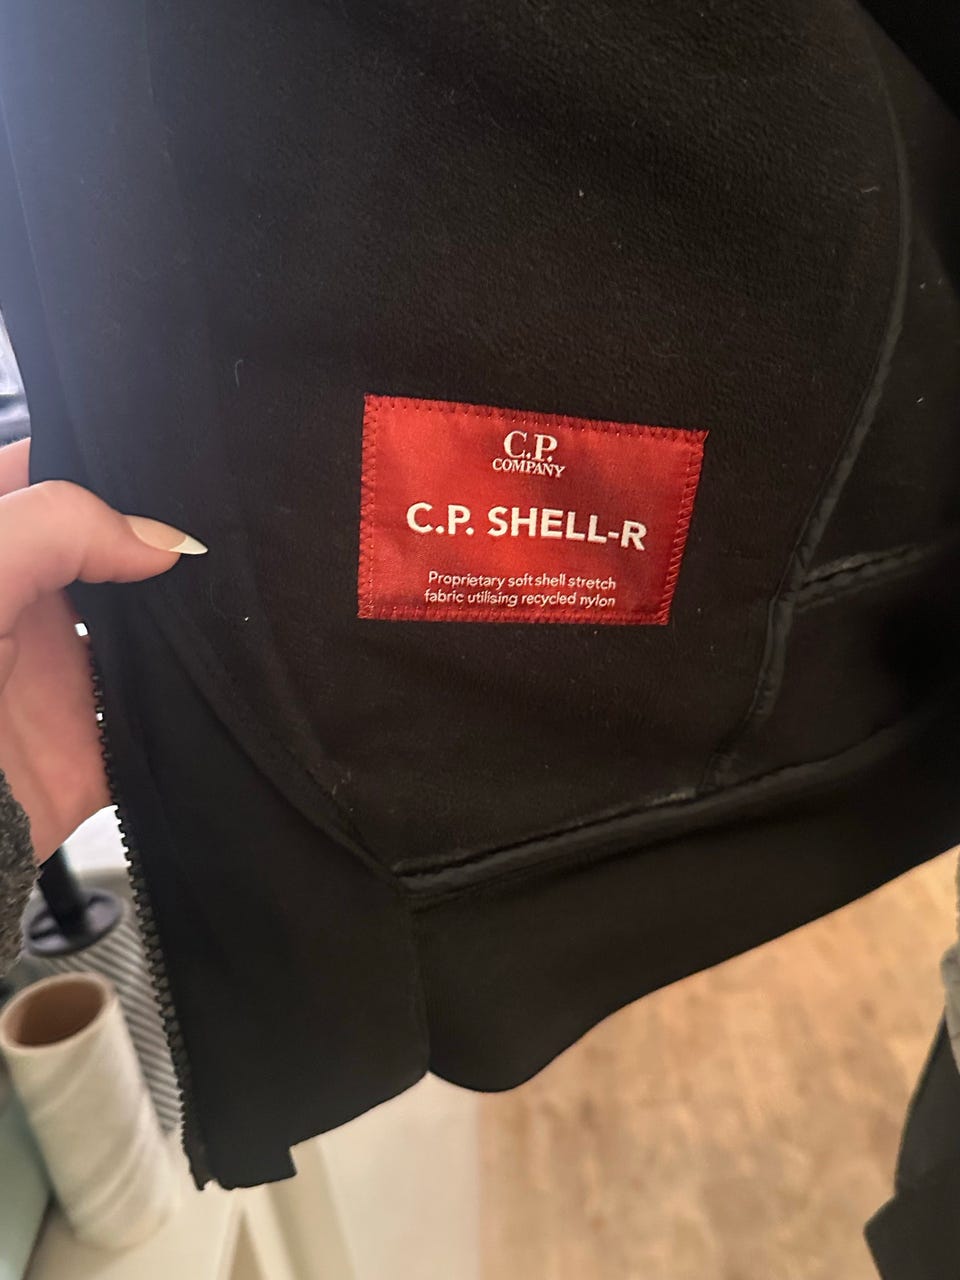 C.P.
COMPANY
C.P. SHELL-R
Proprietary soft shell stretch
fabric utilising recycled nylon